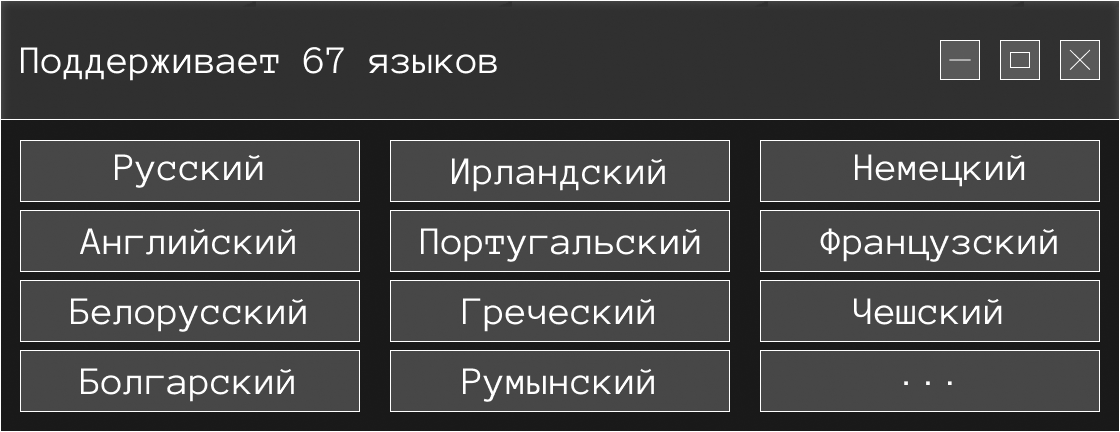 Поддерживает 67 языков
Русский
Ирландский
Немецкий
Английский
Португальский
Французский
Белорусский
Греческий
Чешский
Болгарский
Румынский
...